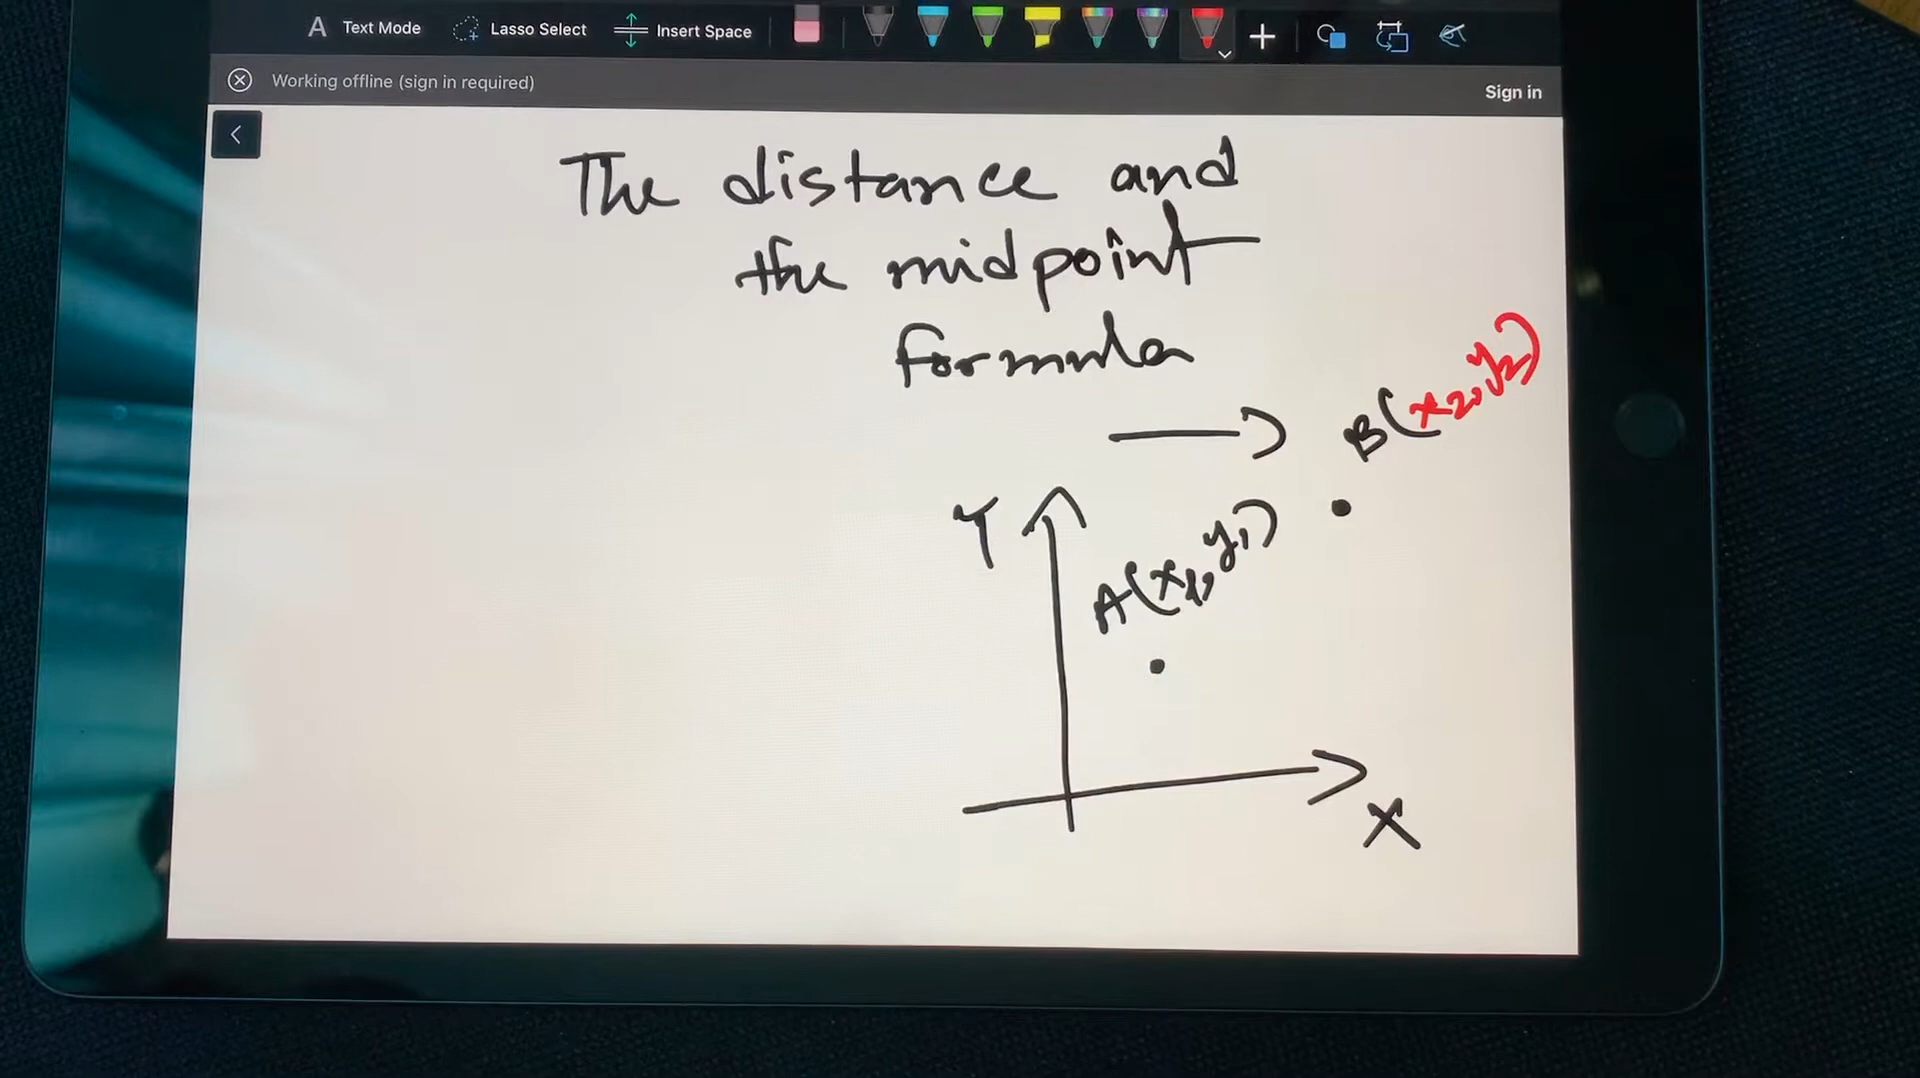 Text Mode Lasso Select Insert Space
Working offline (sign in required)
Sign in
The distance and
the midpoint
formula
B(x2,y2)
Y
A(x1,y1)
X